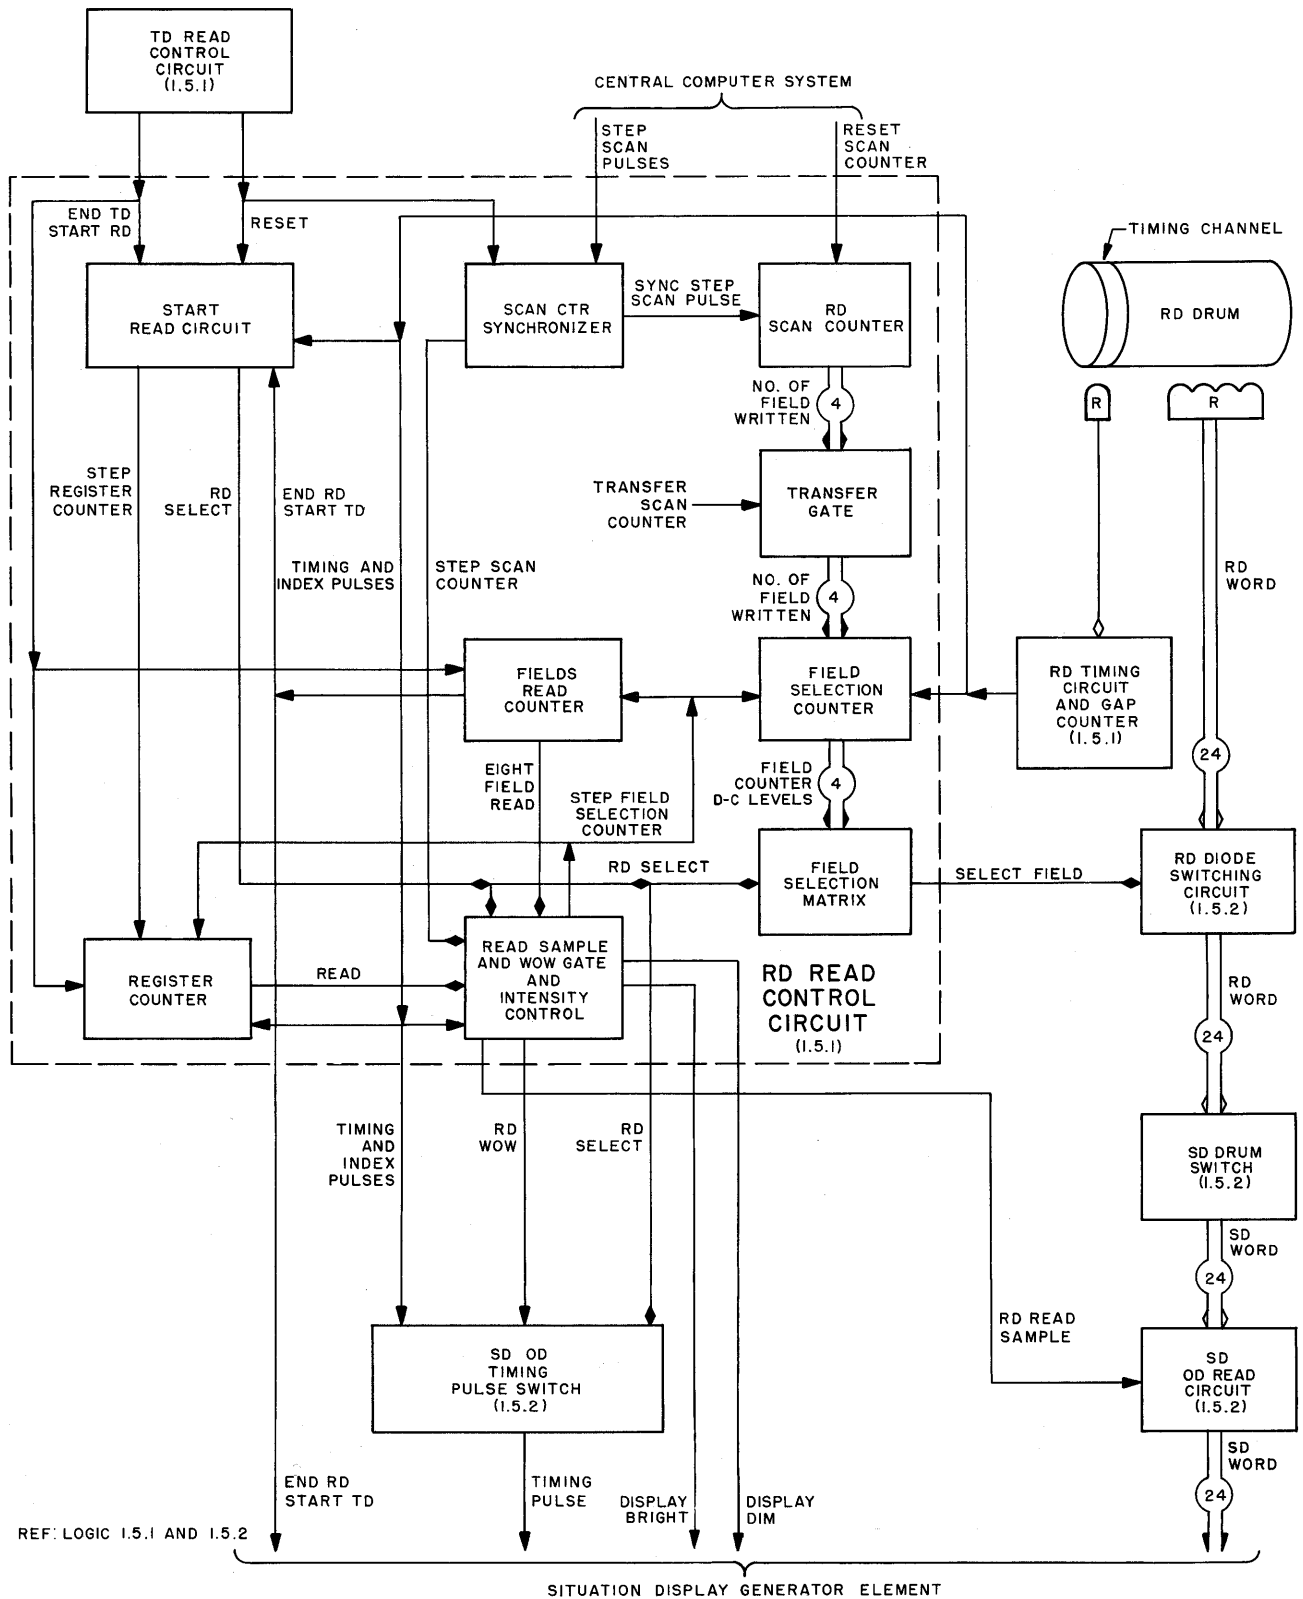 TD READ
CONTROL
CIRCUIT
(1.5.1)
CENTRAL COMPUTER SYSTEM
STEP
SCAN
PULSES
RESET
SCAN
COUNTER
END TD
START RD
RESET
TIMING CHANNEL
START
READ CIRCUIT
SCAN CTR
SYNCHRONIZER
SYNC STEP
SCAN PULSE
RD
SCAN COUNTER
RD DRUM
NO. OF
FIELD
WRITTEN
4
R
R
STEP
REGISTER
COUNTER
RD
SELECT
END RD
START TD
TRANSFER
SCAN
COUNTER
TRANSFER
GATE
TIMING AND
INDEX PULSES
STEP SCAN
COUNTER
NO. OF
FIELD
WRITTEN
4
RD
WORD
FIELDS
READ
COUNTER
FIELD
SELECTION
COUNTER
RD TIMING
CIRCUIT
AND GAP
COUNTER
(1.5.1)
24
EIGHT
FIELD
READ
STEP FIELD
SELECTION
COUNTER
FIELD
COUNTER
D-C LEVELS
4
RD SELECT
FIELD
SELECTION
MATRIX
SELECT FIELD
RD DIODE
SWITCHING
CIRCUIT
(1.5.2)
REGISTER
COUNTER
READ
READ SAMPLE
AND WOW GATE
AND
INTENSITY
CONTROL
RD READ
CONTROL
CIRCUIT
(1.5.1)
RD
WORD
24
TIMING
AND
INDEX
PULSES
RD
WOW
RD
SELECT
SD DRUM
SWITCH
(1.5.2)
SD
WORD
24
RD READ
SAMPLE
SD OD
TIMING
PULSE SWITCH
(1.5.2)
SD
OD READ
CIRCUIT
(1.5.2)
SD
WORD
24
END RD
START TD
TIMING
PULSE
DISPLAY
BRIGHT
DISPLAY
DIM
REF: LOGIC 1.5.1 AND 1.5.2
SITUATION DISPLAY GENERATOR ELEMENT